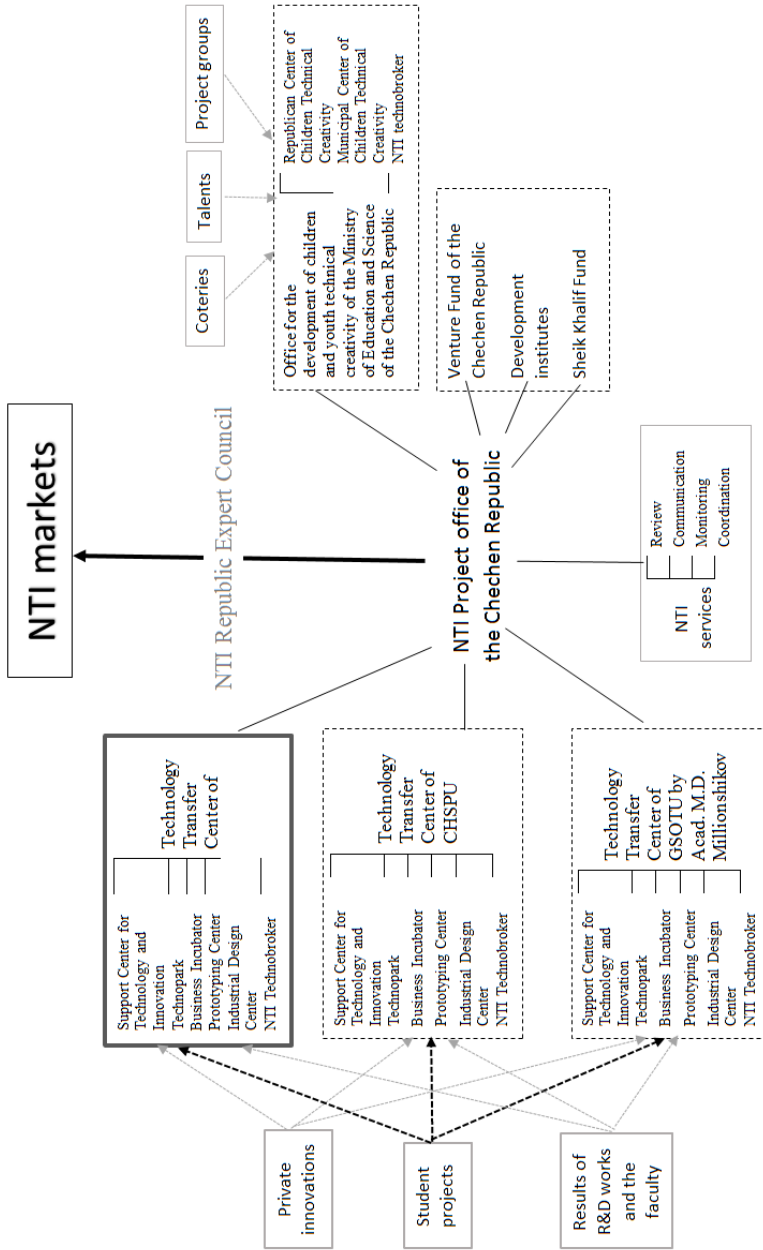 NTI markets
NTI Republic Expert Council
NTI Project office of
the Chechen Republic
Private
innovations
Student
projects
Results of
R&D works
and the
faculty
Support Center for
Technology and
Innovation
Technopark
Business Incubator
Prototyping Center
Industrial Design
Center
NTI Technobroker
Technology
Transfer
Center of
Support Center for
Technology and
Innovation
Technopark
Business Incubator
Prototyping Center
Industrial Design
Center
NTI Technobroker
Technology
Transfer
Center of
CHSPU
Support Center for
Technology and
Innovation
Technopark
Business Incubator
Prototyping Center
Industrial Design
Center
NTI Technobroker
Technology
Transfer
Center of
GSOTU by
Acad. M.D.
Millionshikov
NTI
services
Review
Communication
Monitoring
Coordination
Venture Fund of the
Chechen Republic
Development
institutes
Sheik Khalif Fund
Office for the
development of children
and youth technical
creativity of the Ministry
of Education and Science
of the Chechen Republic
Republican Center of
Children Technical
Creativity
Municipal Center of
Children Technical
Creativity
NTI technobroker
Coteries
Talents
Project groups